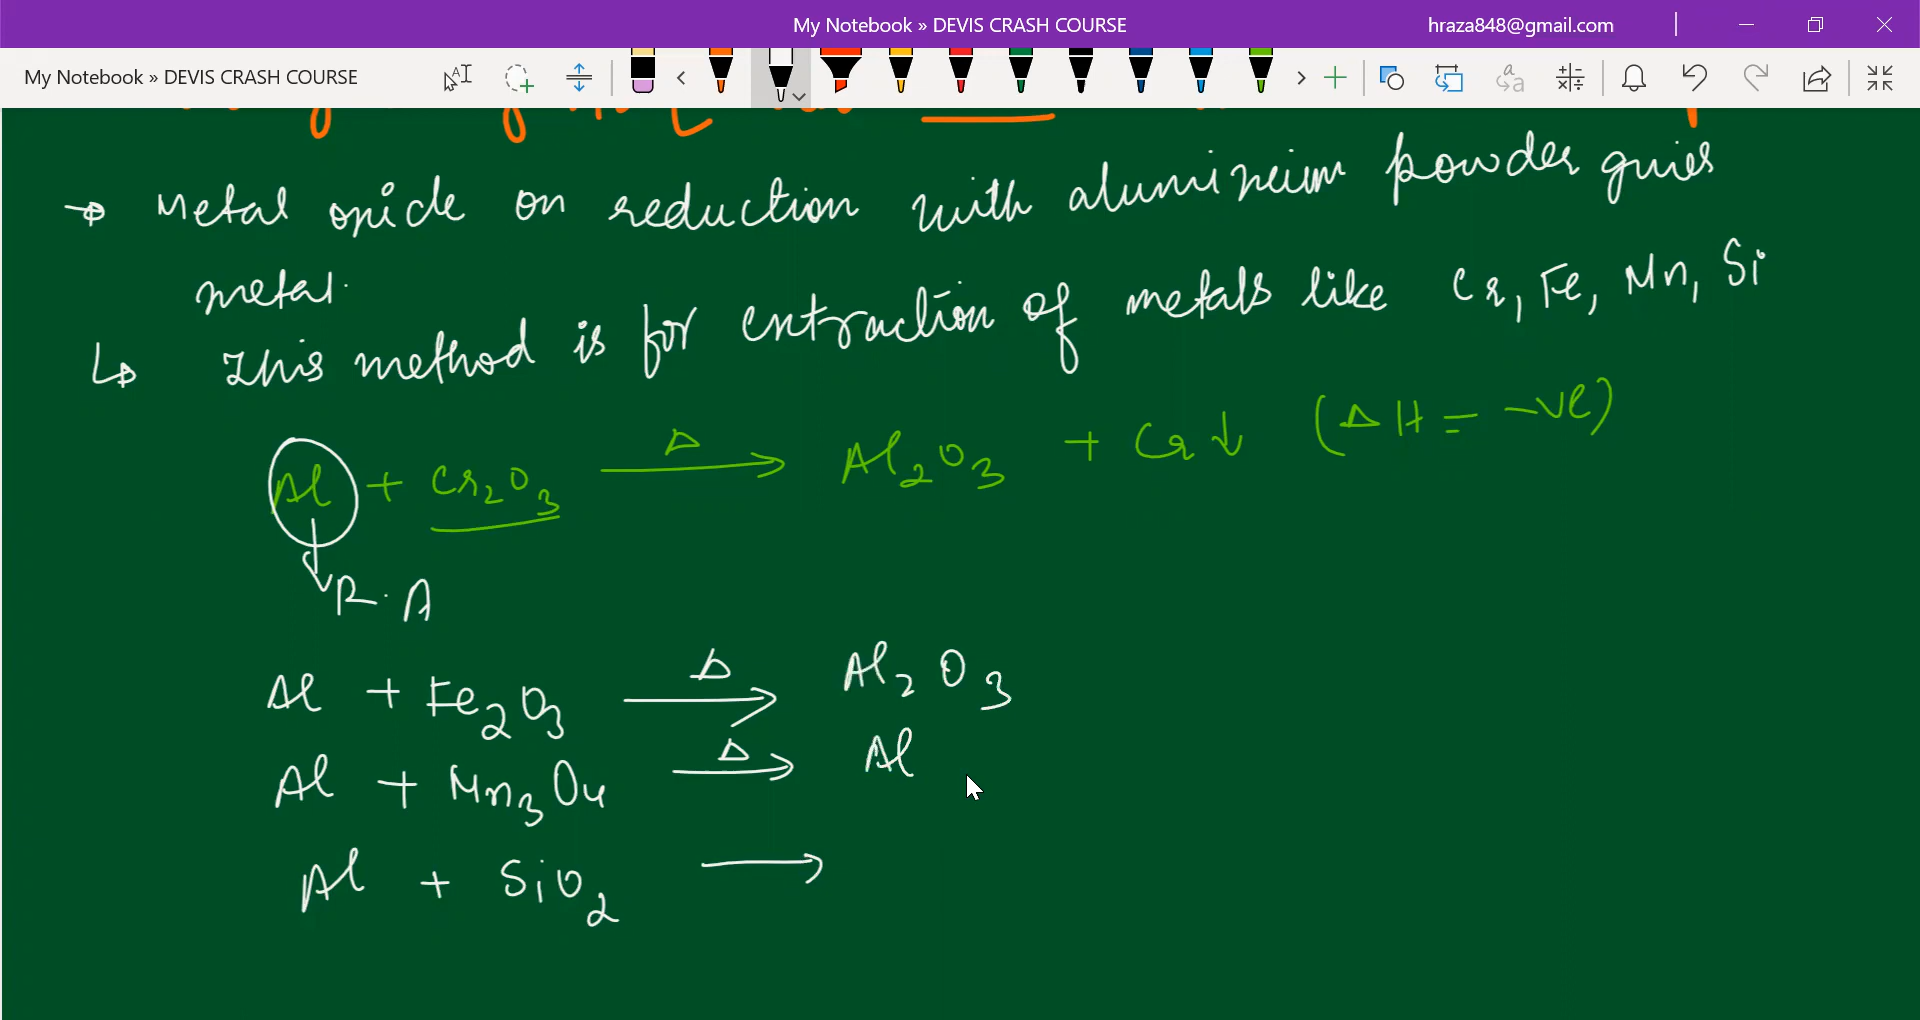 My Notebook » DEVIS CRASH COURSE
hraza848@gmail.com
My Notebook » DEVIS CRASH COURSE
→ Metal oxide on reduction with aluminium powder gives
metal.
↳ This method is for extraction of metals like Cr, Fe, Mn, Si
Al + Cr₂O₃ —Δ→ Al₂O₃ + Cr↓ (ΔH = -ve)
R.A
Al + Fe₂O₃ —Δ→ Al₂O₃
Al + Mn₃O₄ —Δ→ Al
Al + SiO₂ →